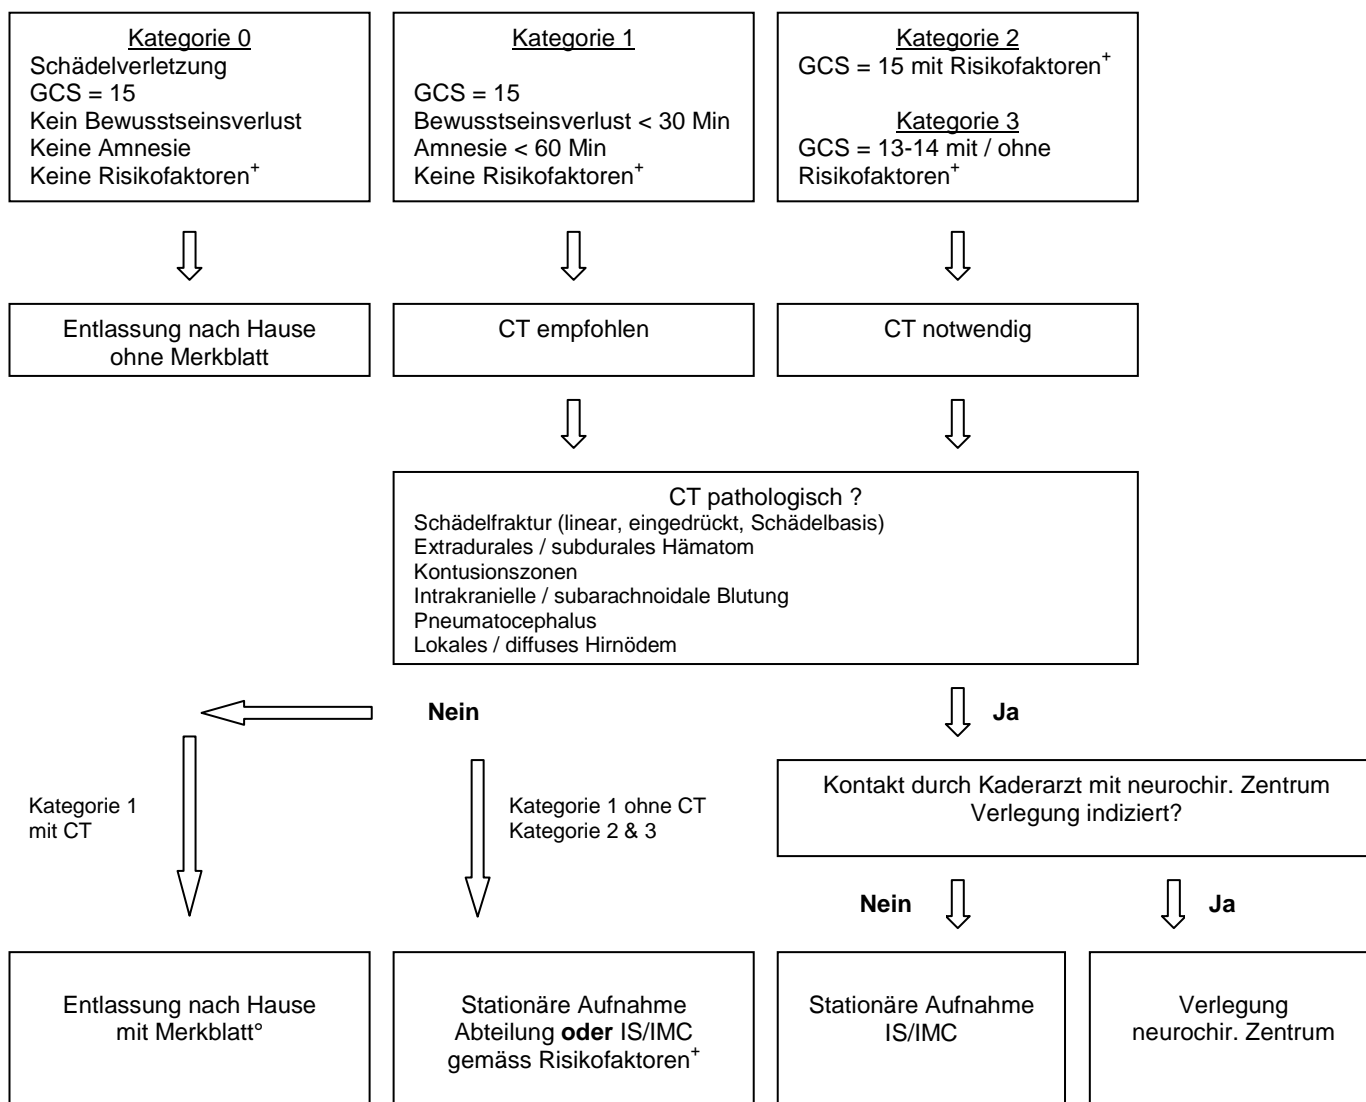 Kategorie 0
Schädelverletzung
GCS = 15
Kein Bewusstseinsverlust
Keine Amnesie
Keine Risikofaktoren⁺
Kategorie 1
GCS = 15
Bewusstseinsverlust < 30 Min
Amnesie < 60 Min
Keine Risikofaktoren⁺
Kategorie 2
GCS = 15 mit Risikofaktoren⁺
Kategorie 3
GCS = 13-14 mit / ohne
Risikofaktoren⁺
Entlassung nach Hause
ohne Merkblatt
CT empfohlen
CT notwendig
CT pathologisch ?
Schädelfraktur (linear, eingedrückt, Schädelbasis)
Extradurales / subdurales Hämatom
Kontusionszonen
Intrakranielle / subarachnoidale Blutung
Pneumatocephalus
Lokales / diffuses Hirnödem
Nein
Ja
Kategorie 1
mit CT
Kategorie 1 ohne CT
Kategorie 2 & 3
Kontakt durch Kaderarzt mit neurochir. Zentrum
Verlegung indiziert?
Nein
Ja
Entlassung nach Hause
mit Merkblatt°
Stationäre Aufnahme
Abteilung oder IS/IMC
gemäss Risikofaktoren⁺
Stationäre Aufnahme
IS/IMC
Verlegung
neurochir. Zentrum